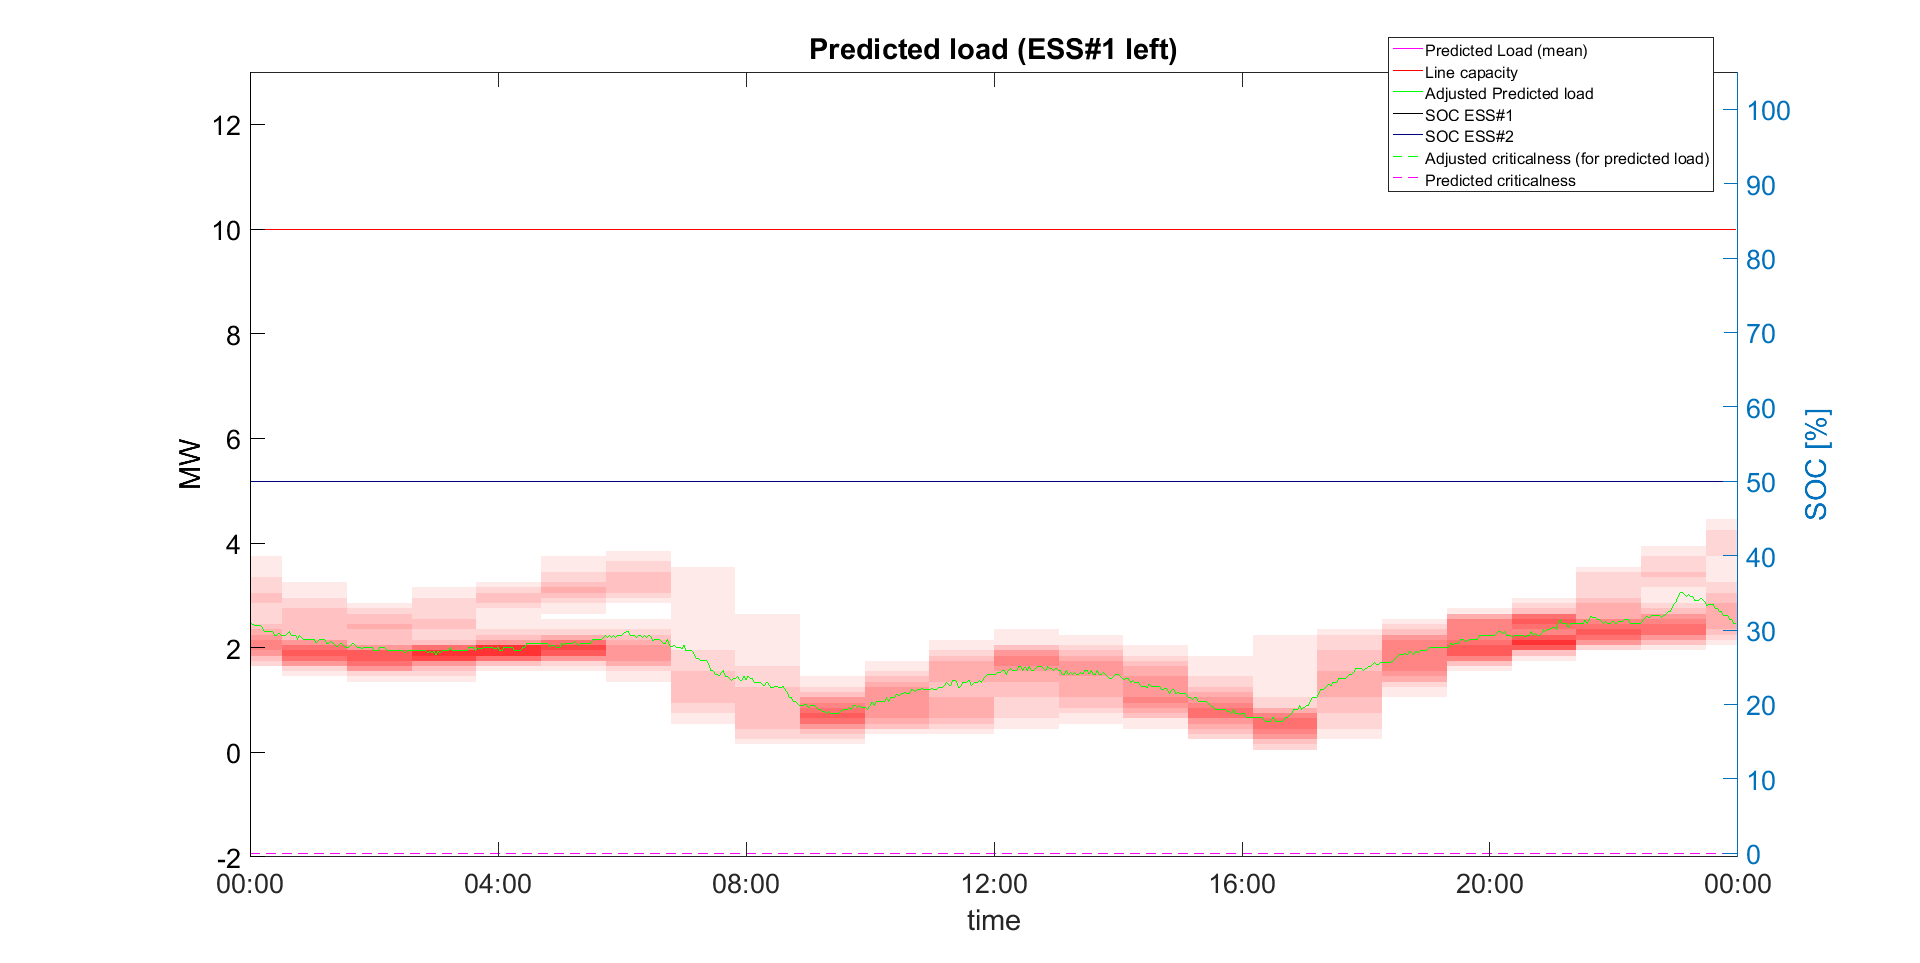 Predicted load (ESS#1 left)
Predicted Load (mean)
Line capacity
Adjusted Predicted load
SOC ESS#1
SOC ESS#2
Adjusted criticalness (for predicted load)
Predicted criticalness
12
10
8
6
4
2
0
-2
MW
100
90
80
70
60
50
40
30
20
10
0
SOC [%]
00:00
04:00
08:00
12:00
16:00
20:00
00:00
time